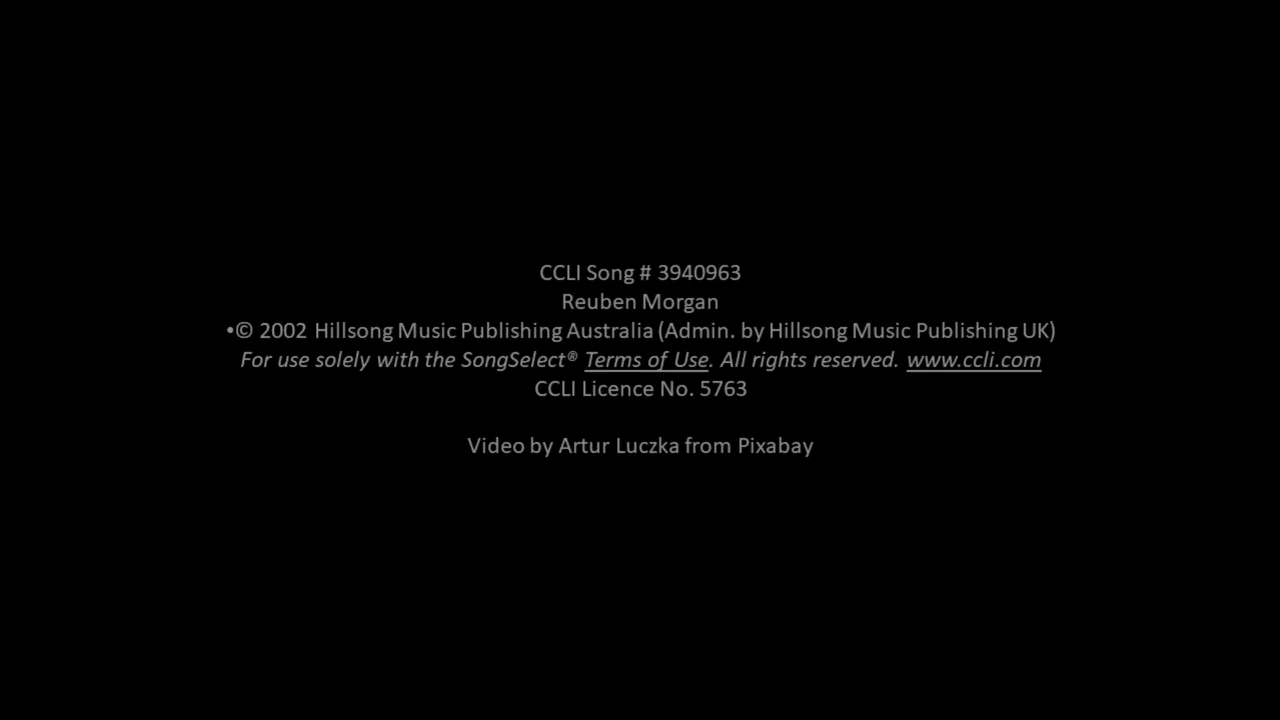 CCLI Song # 3940963
Reuben Morgan
•© 2002 Hillsong Music Publishing Australia (Admin. by Hillsong Music Publishing UK)
For use solely with the SongSelect® Terms of Use. All rights reserved. www.ccli.com
CCLI Licence No. 5763
Video by Artur Luczka from Pixabay